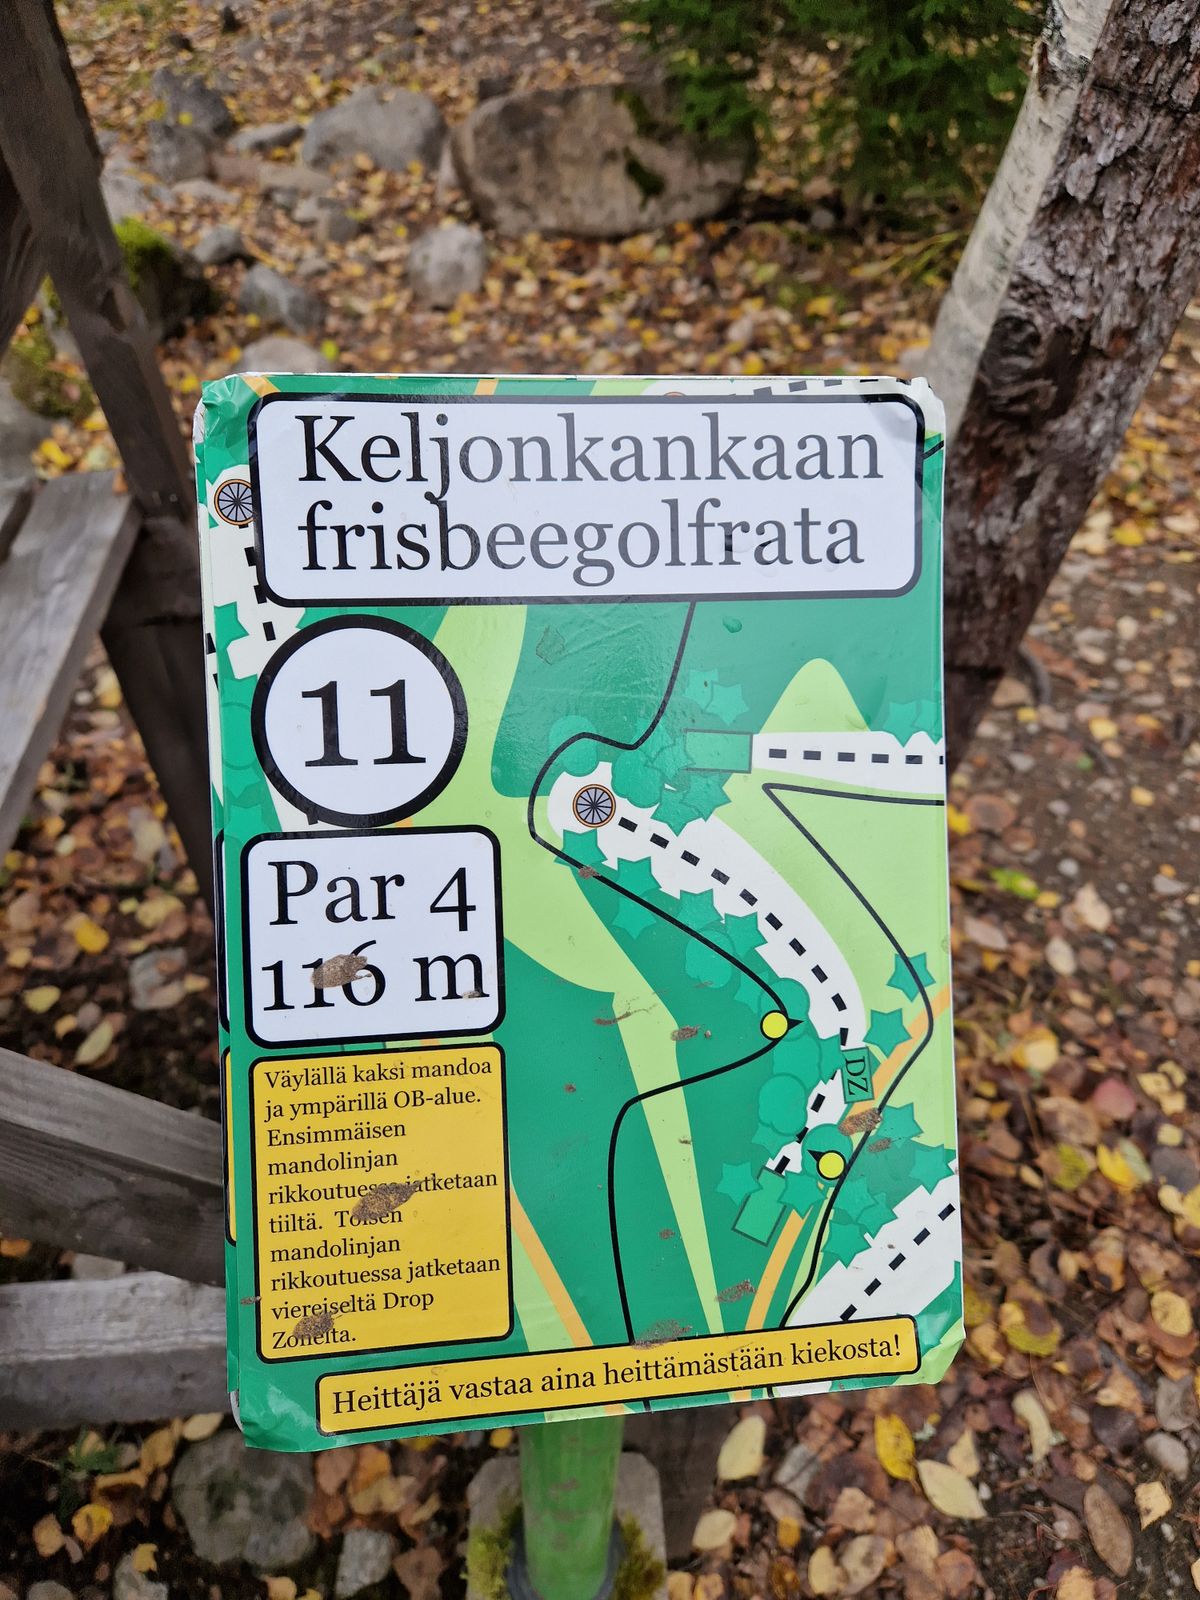 Keljonkankaan
frisbeegolfrata
11
Par 4
116 m
Väylällä kaksi mandoa
ja ympärillä OB-alue.
Ensimmäisen
mandolinjan
rikkoutuessa jatketaan
tiiltä. Toisen
mandolinjan
rikkoutuessa jatketaan
viereiseltä Drop
Zonelta.
DZ
Heittäjä vastaa aina heittämästään kiekosta!